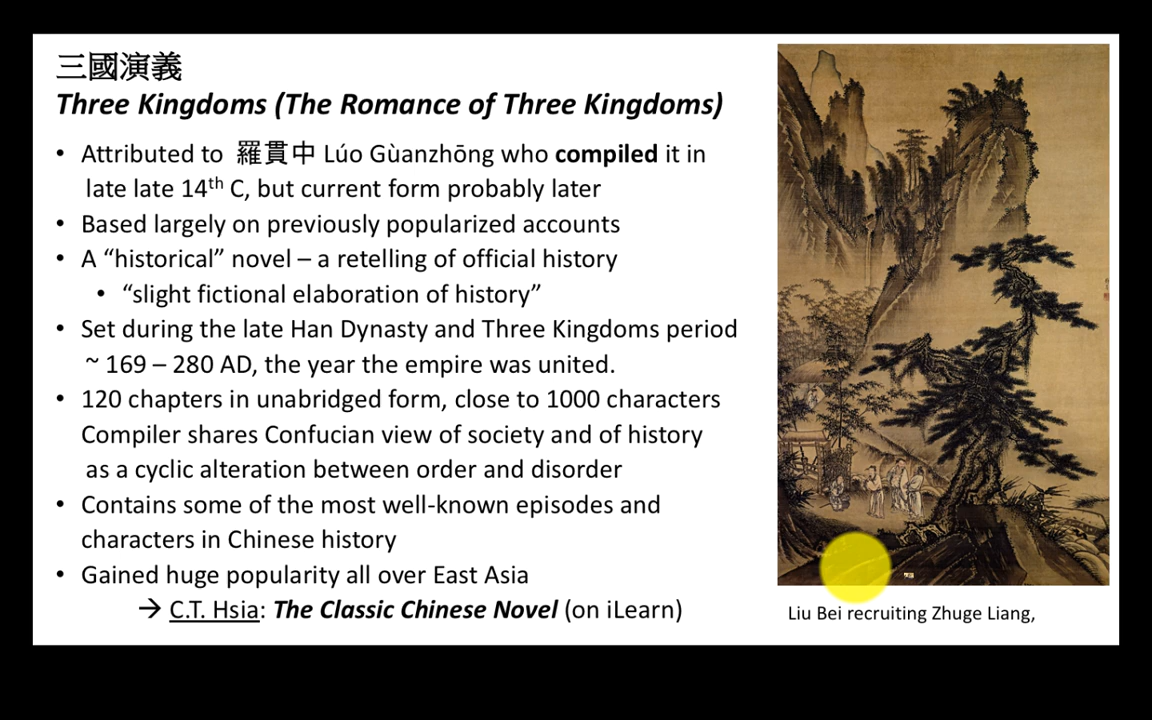 三國演義
Three Kingdoms (The Romance of Three Kingdoms)
• Attributed to 羅貫中 Lúo Gùanzhōng who compiled it in
late late 14th C, but current form probably later
• Based largely on previously popularized accounts
• A “historical” novel – a retelling of official history
• “slight fictional elaboration of history”
• Set during the late Han Dynasty and Three Kingdoms period
~ 169 – 280 AD, the year the empire was united.
• 120 chapters in unabridged form, close to 1000 characters
Compiler shares Confucian view of society and of history
as a cyclic alteration between order and disorder
• Contains some of the most well-known episodes and
characters in Chinese history
• Gained huge popularity all over East Asia
→ C.T. Hsia: The Classic Chinese Novel (on iLearn)
Liu Bei recruiting Zhuge Liang,